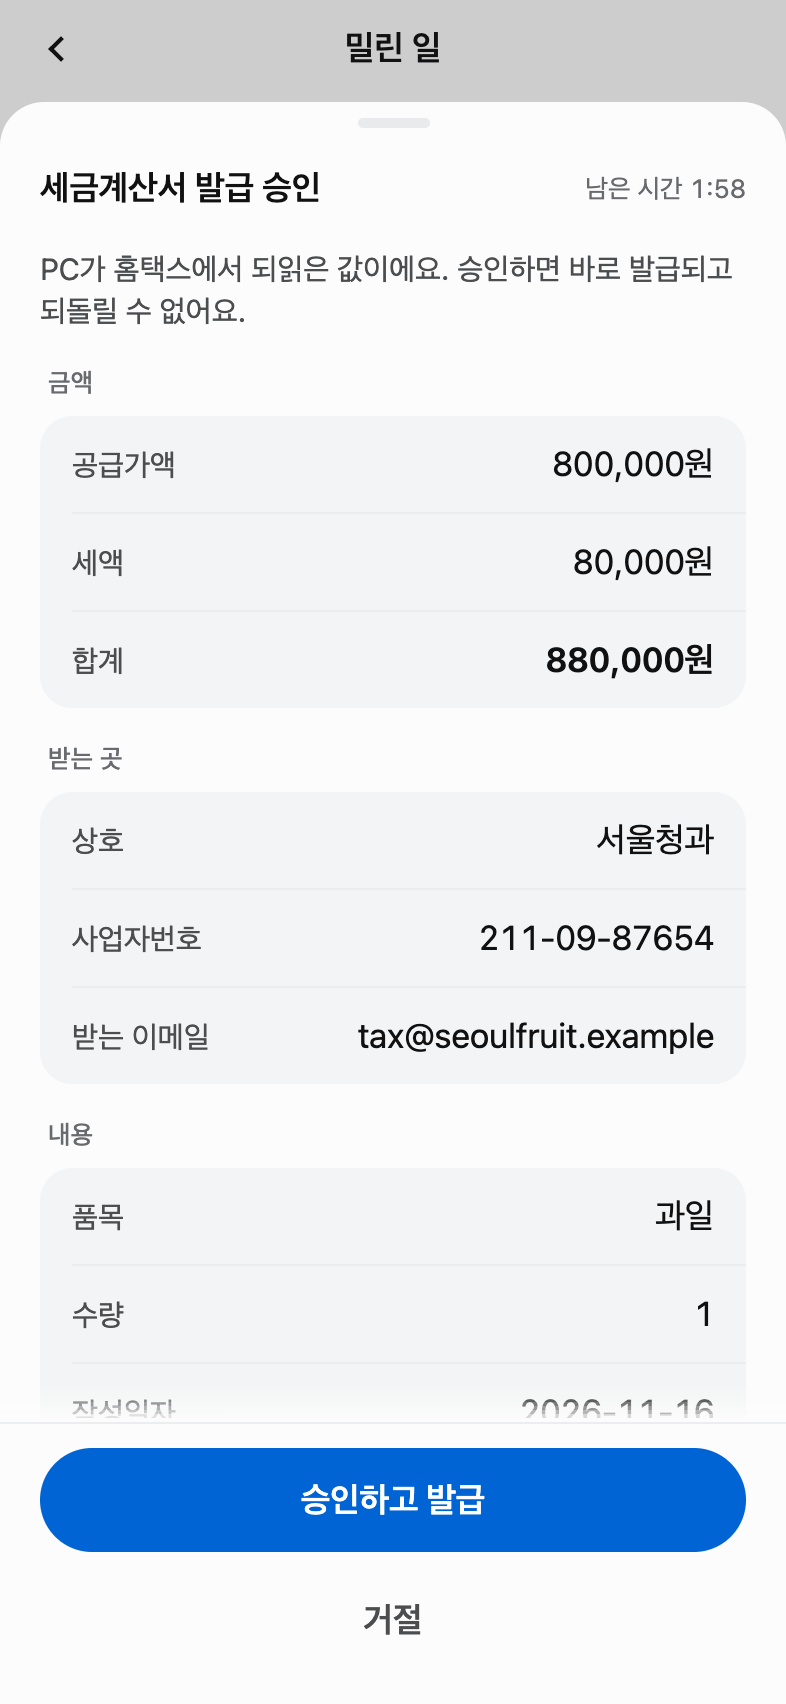 밀린 일
세금계산서 발급 승인
남은 시간 1:58
PC가 홈택스에서 되읽은 값이에요. 승인하면 바로 발급되고
되돌릴 수 없어요.
금액
공급가액 800,000원
세액 80,000원
합계 880,000원
받는 곳
상호 서울청과
사업자번호 211-09-87654
받는 이메일 tax@seoulfruit.example
내용
품목 과일
수량 1
작성일자 2026-11-16
승인하고 발급
거절